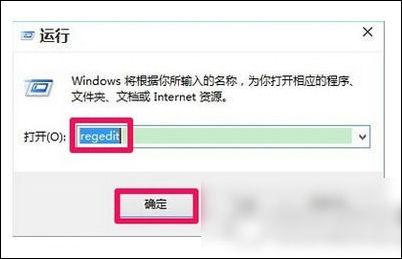 运行
Windows 将根据你所输入的名称，为你打开相应的程序、
文件夹、文档或 Internet 资源。
打开(O): regedit
确定